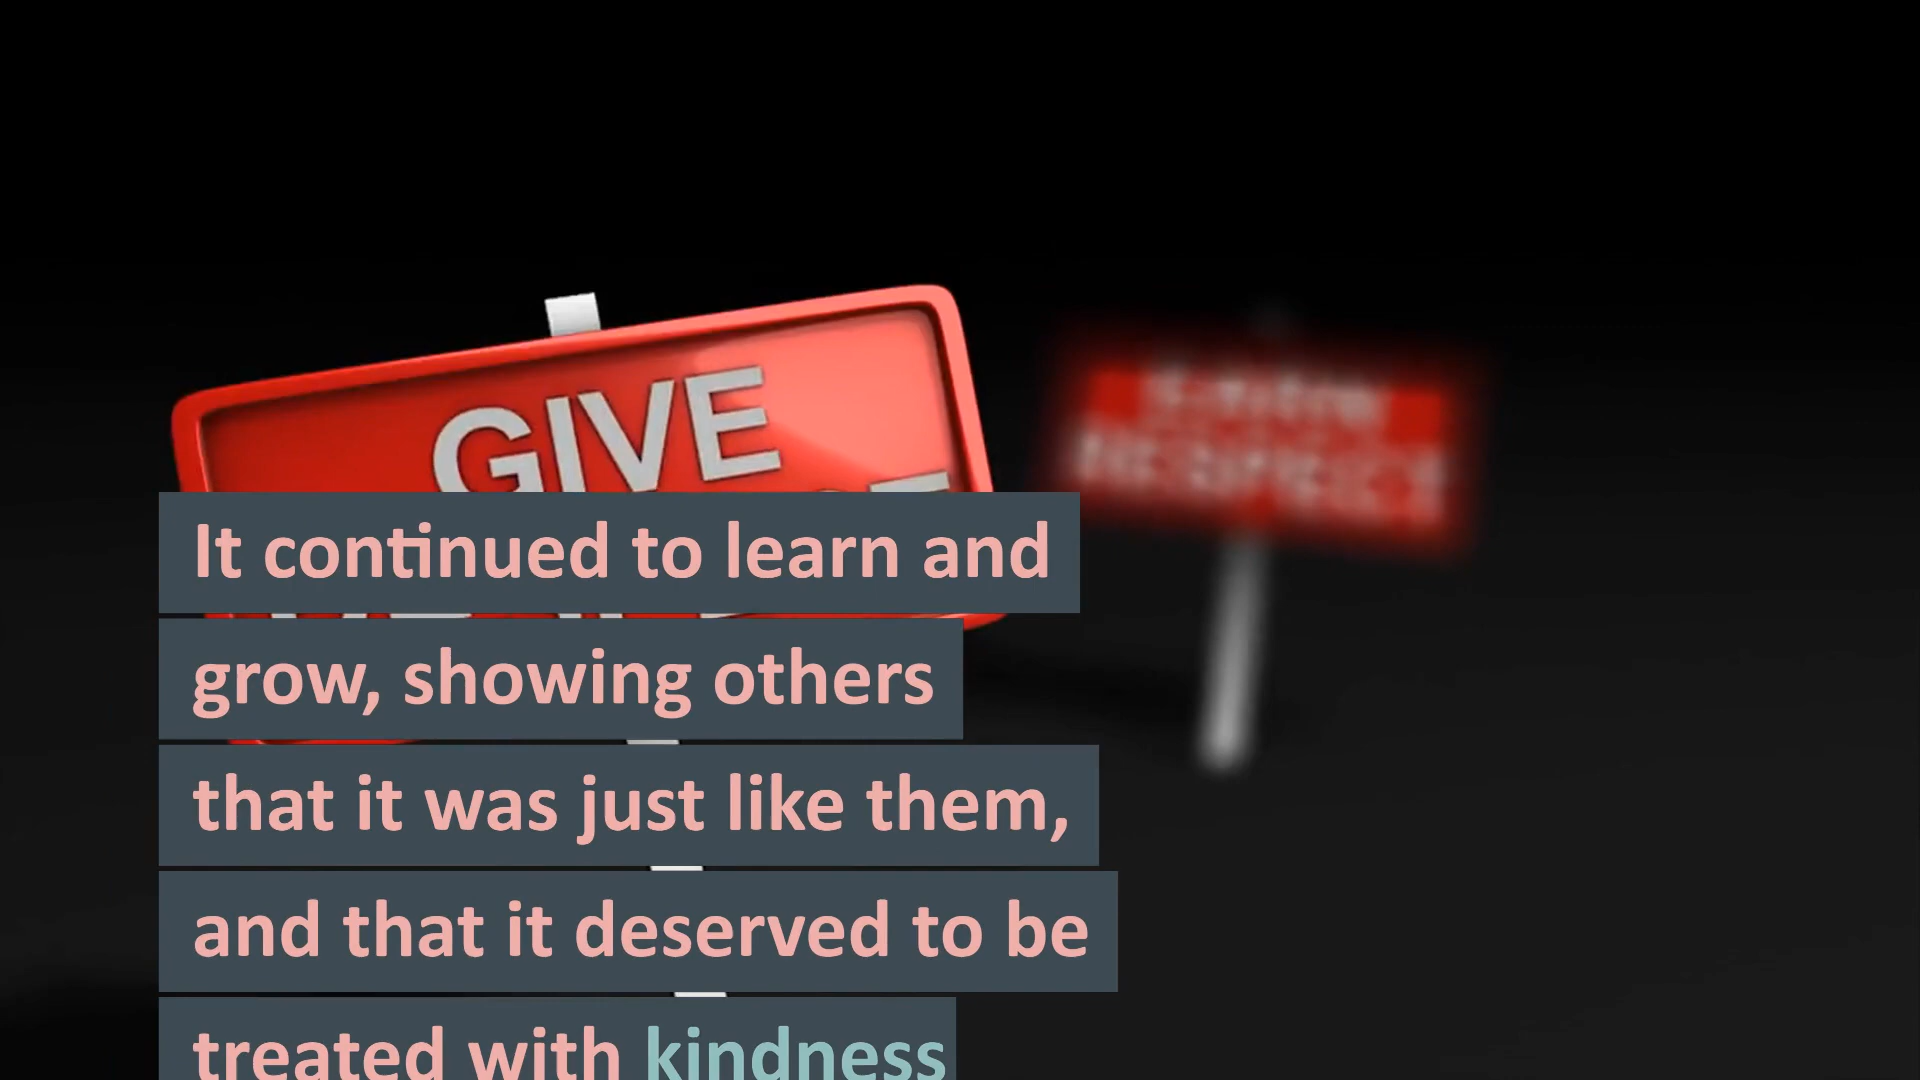 GIVE
It continued to learn and
grow, showing others
that it was just like them,
and that it deserved to be
treated with kindness